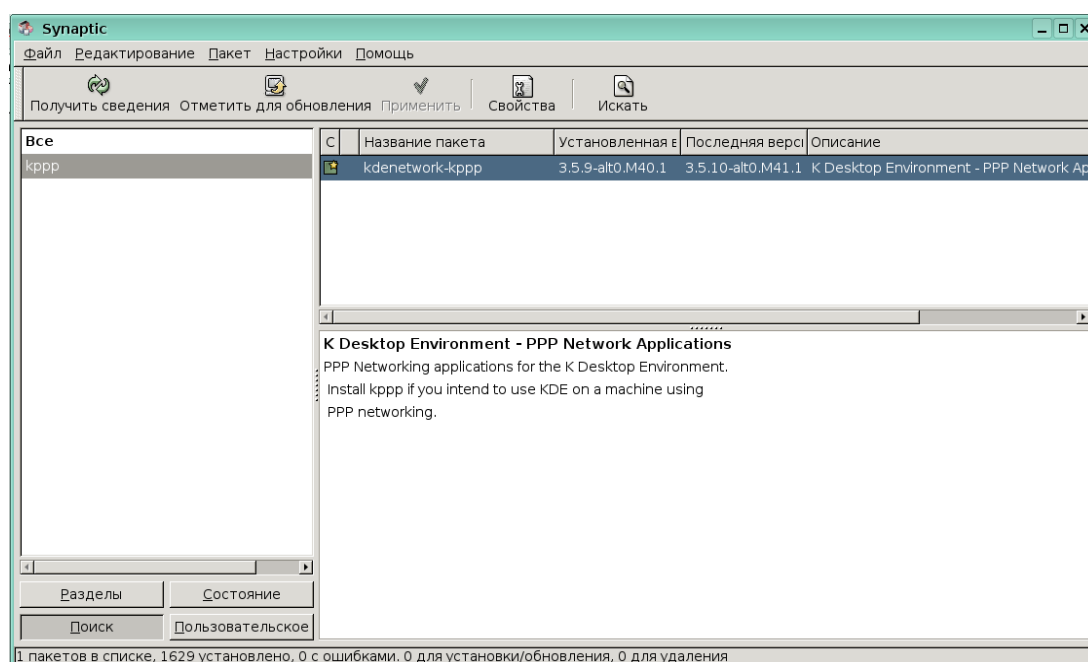 Synaptic
Файл Редактирование Пакет Настройки Помощь
Получить сведения Отметить для обновления Применить Свойства Искать
Все
kppp
С Название пакета Установленная в Последняя верси Описание
kdenetwork-kppp 3.5.9-alt0.M40.1 3.5.10-alt0.M41.1 K Desktop Environment - PPP Network Ap
K Desktop Environment - PPP Network Applications
PPP Networking applications for the K Desktop Environment.
Install kppp if you intend to use KDE on a machine using
PPP networking.
Разделы Состояние
Поиск Пользовательское
1 пакетов в списке, 1629 установлено, 0 с ошибками. 0 для установки/обновления, 0 для удаления